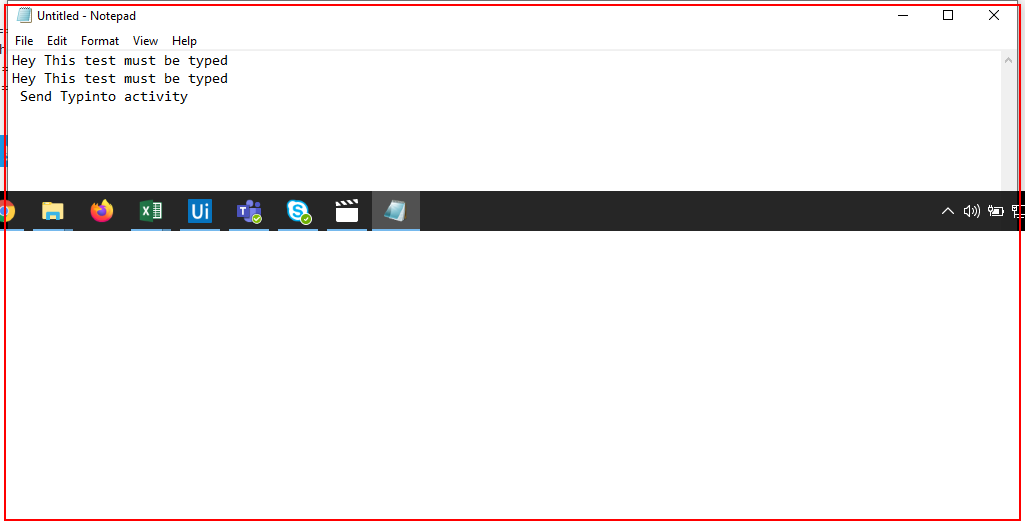 Untitled - Notepad
File Edit Format View Help
Hey This test must be typed
Hey This test must be typed
Send Typinto activity
Ui